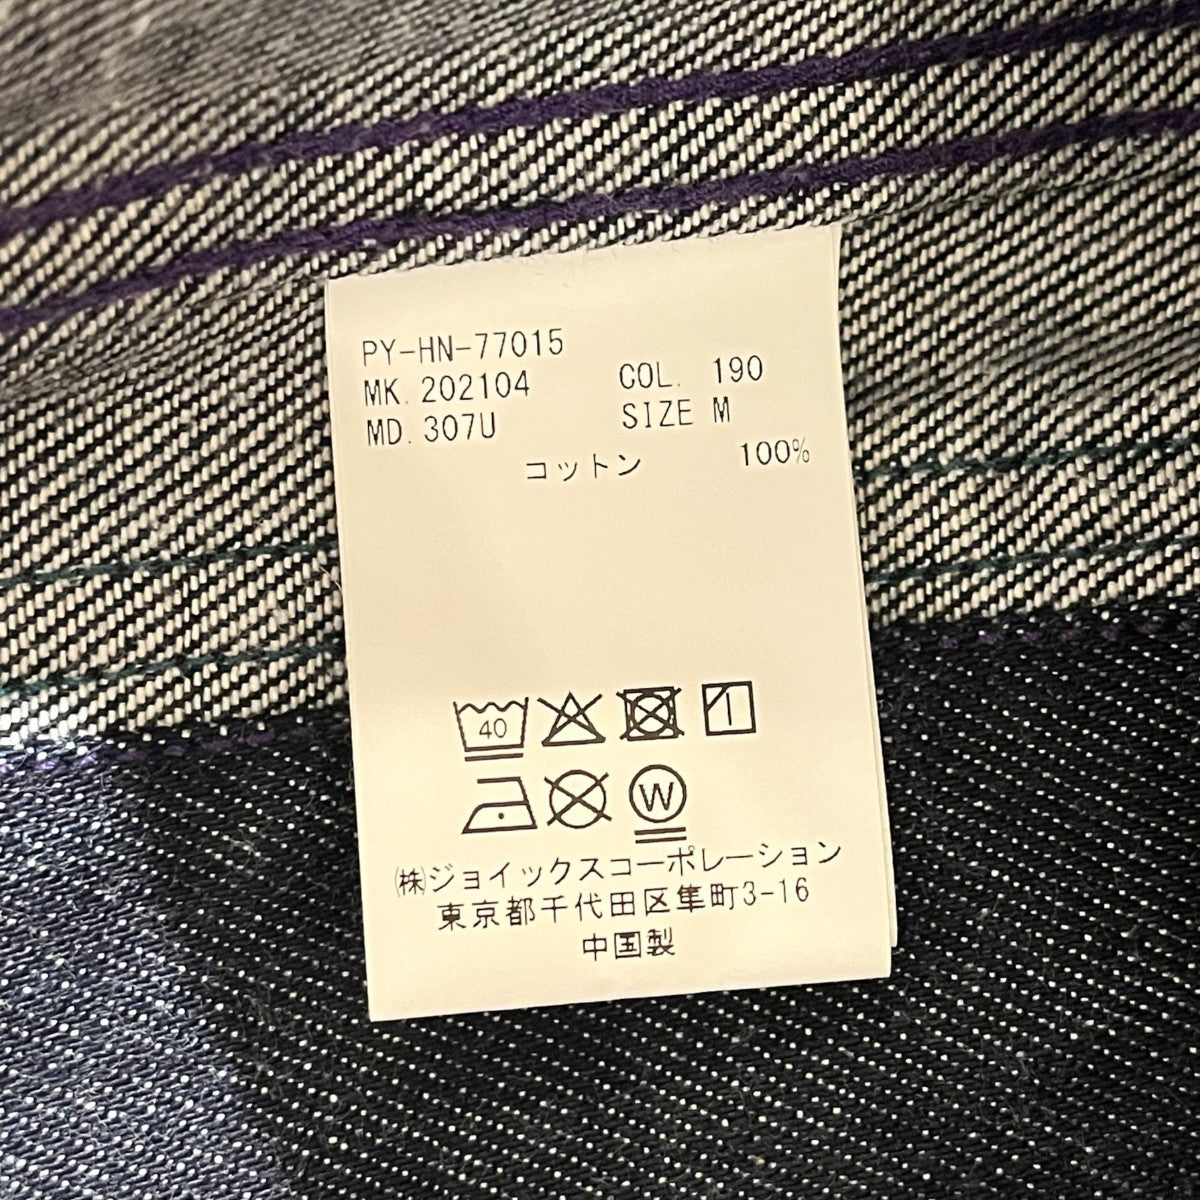 PY-HN-77015
MK. 202104 COL. 190
MD. 307U SIZE M
コットン 100%
40
W
㈱ジョイックスコーポレーション
東京都千代田区隼町3-16
中国製